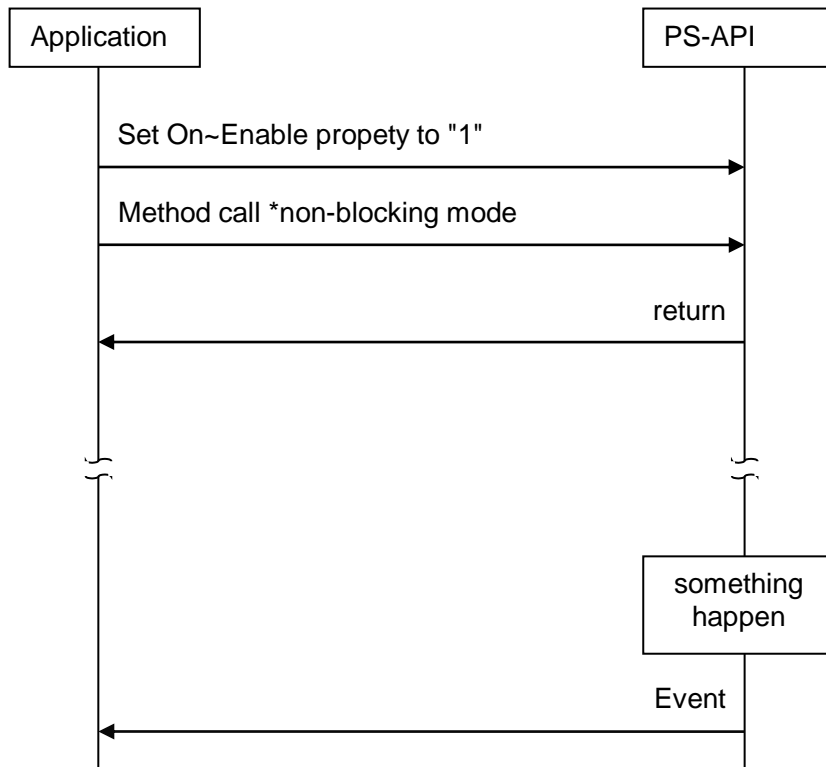 Application
PS-API
Set On~Enable propety to "1"
Method call *non-blocking mode
return
something
happen
Event